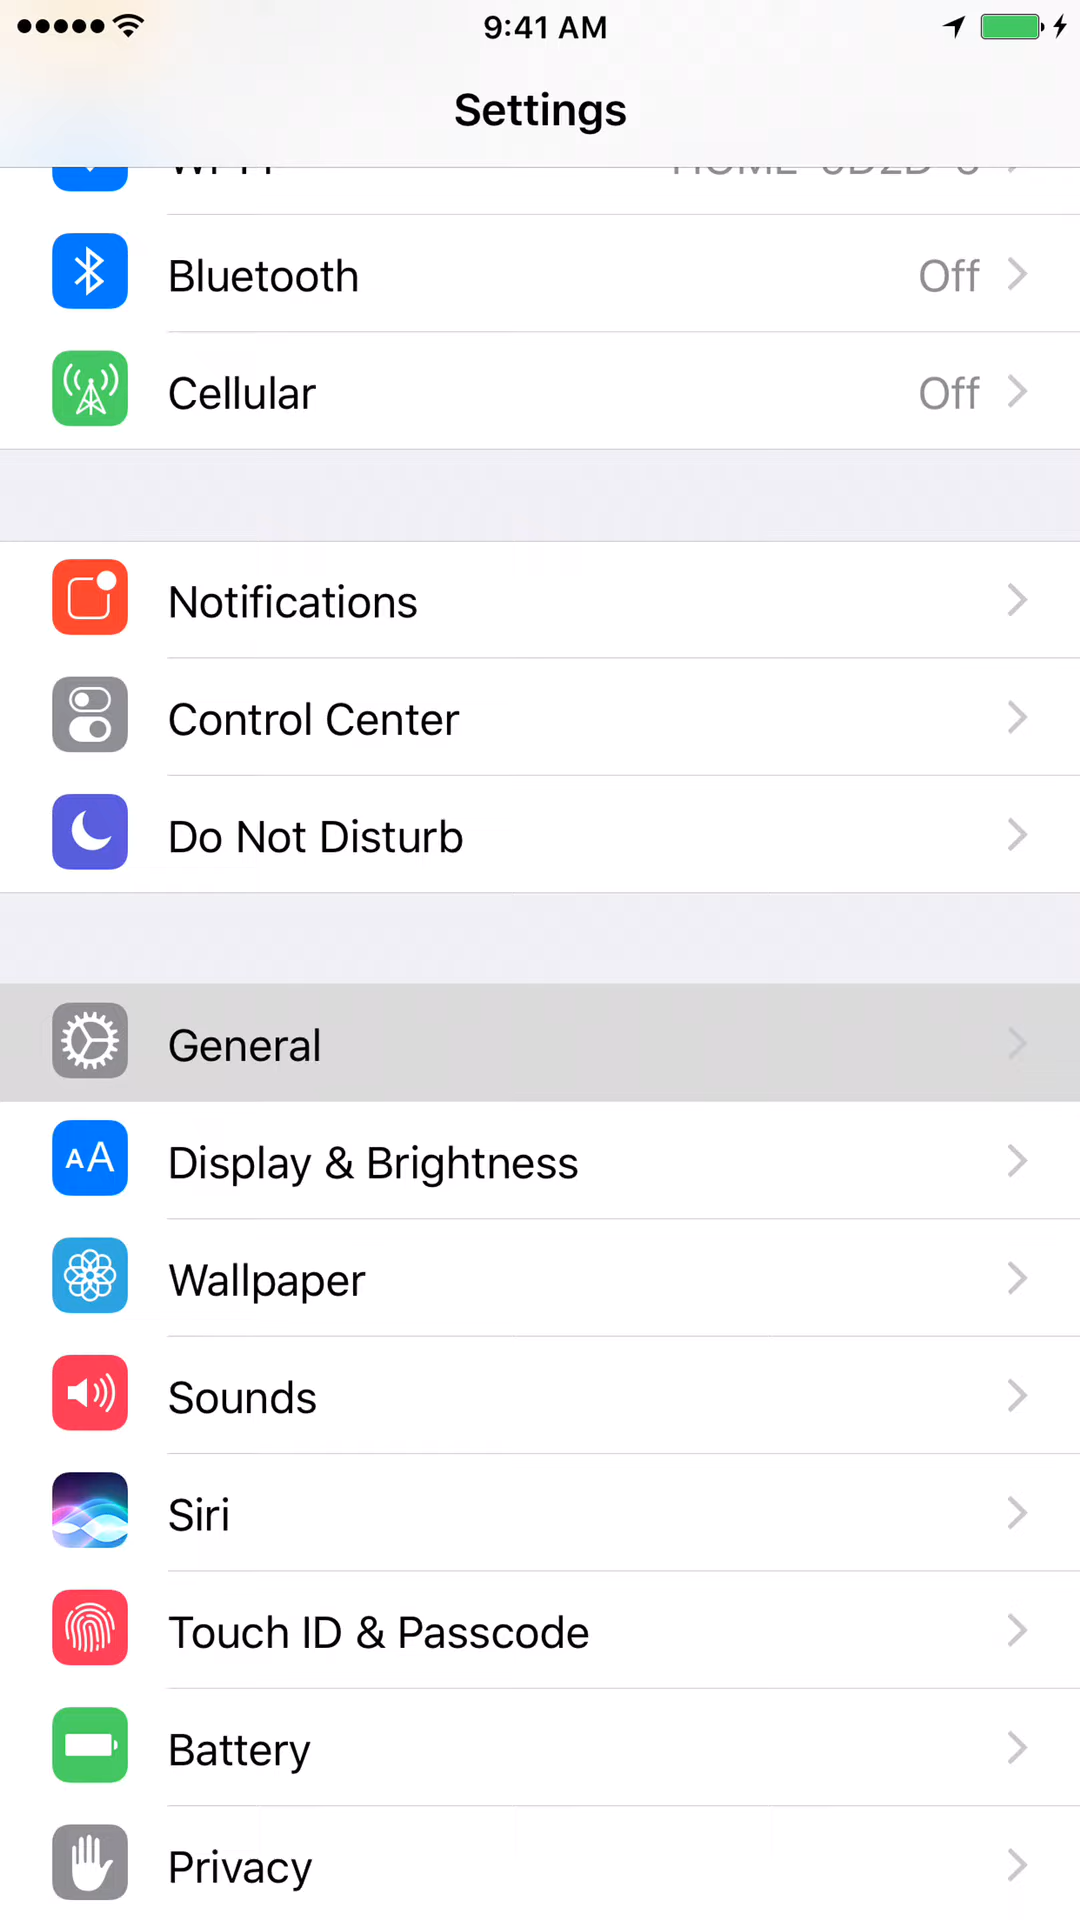 9:41 AM
Settings
Bluetooth Off
Cellular Off
Notifications
Control Center
Do Not Disturb
General
AA Display & Brightness
Wallpaper
Sounds
Siri
Touch ID & Passcode
Battery
Privacy